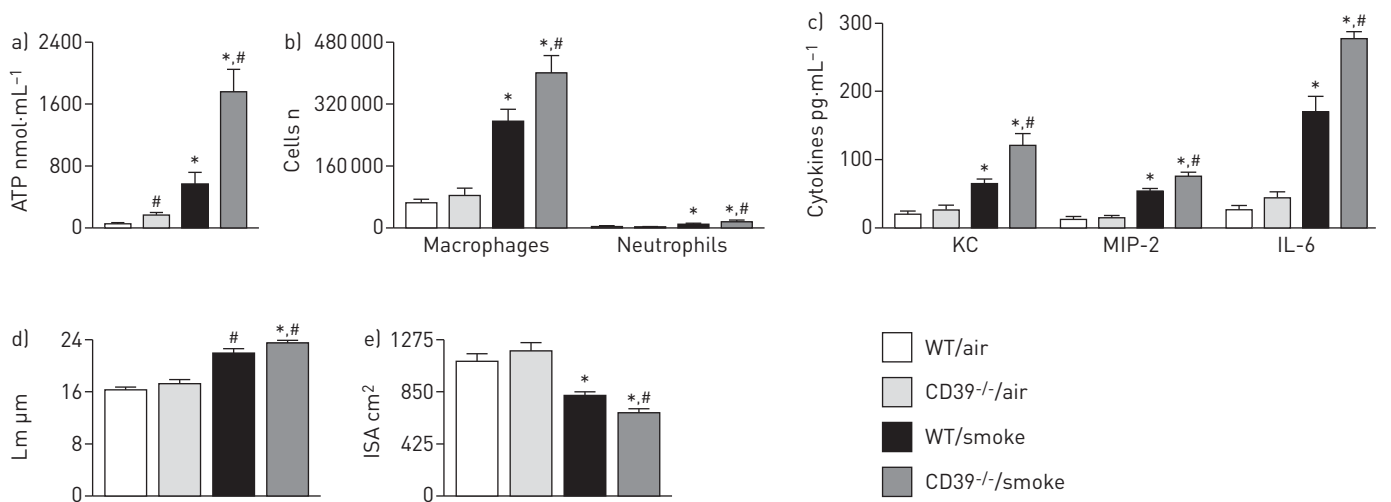 a)
ATP nmol·mL⁻¹
2400
1600
800
0
#
*
*,#
b)
Cells n
480 000
320 000
160 000
0
*
*,#
*
*,#
Macrophages
Neutrophils
c)
Cytokines pg·mL⁻¹
300
200
100
0
*
*,#
*
*,#
*
*,#
KC
MIP-2
IL-6
d)
Lm µm
24
16
8
0
#
*,#
e)
ISA cm²
1275
850
425
0
*
*,#
WT/air
CD39⁻/⁻/air
WT/smoke
CD39⁻/⁻/smoke